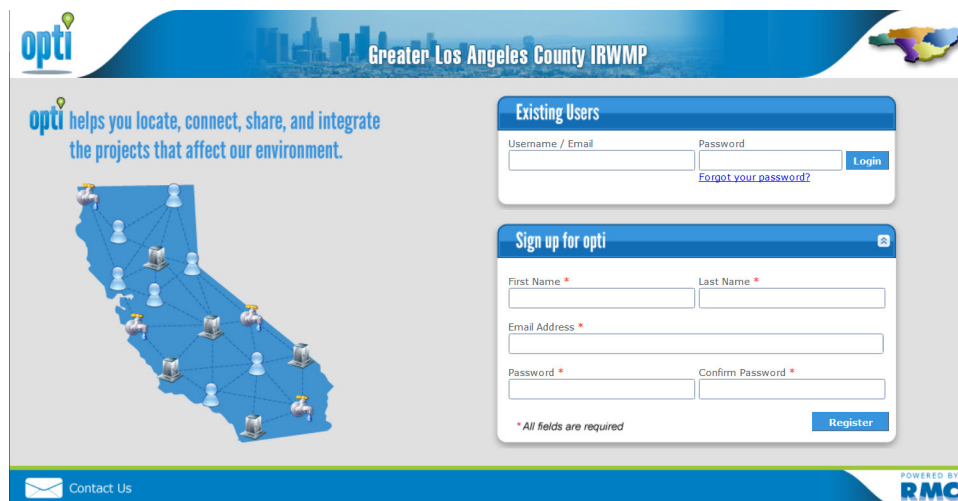 opti
Greater Los Angeles County IRWMP
opti helps you locate, connect, share, and integrate
the projects that affect our environment.
Existing Users
Username / Email
Password
Login
Forgot your password?
Sign up for opti
First Name *
Last Name *
Email Address *
Password *
Confirm Password *
* All fields are required
Register
Contact Us
POWERED BY
RMC